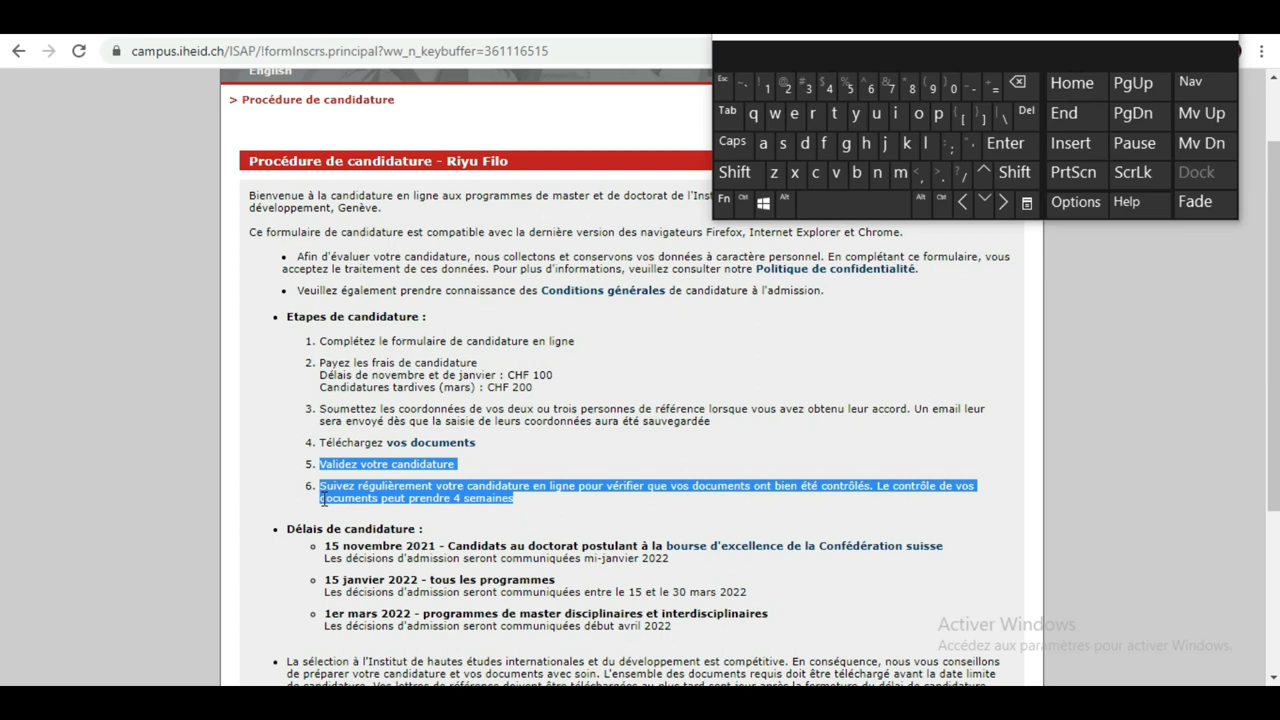 campus.iheid.ch/ISAP/!formInscrs.principal?ww_n_keybuffer=361116515
English
> Procédure de candidature
Procédure de candidature - Riyu Filo
Bienvenue à la candidature en ligne aux programmes de master et de doctorat de
développement, Genève.
Ce formulaire de candidature est compatible avec la dernière version des navigateurs Firefox, Internet Explorer et Chrome.
• Afin d'évaluer votre candidature, nous collectons et conservons vos données à caractère personnel. En complétant ce formulaire, vous
acceptez le traitement de ces données. Pour plus d'informations, veuillez consulter notre Politique de confidentialité.
• Veuillez également prendre connaissance des Conditions générales de candidature à l'admission.
• Etapes de candidature :
1. Complétez le formulaire de candidature en ligne
2. Payez les frais de candidature
Délais de novembre et de janvier : CHF 100
Candidatures tardives (mars) : CHF 200
3. Soumettez les coordonnées de vos deux ou trois personnes de référence lorsque vous avez obtenu leur accord. Un email leur
sera envoyé dès que la saisie de leurs coordonnées aura été sauvegardée
4. Téléchargez vos documents
5. Validez votre candidature
6. Suivez régulièrement votre candidature en ligne pour vérifier que vos documents ont bien été contrôlés. Le contrôle de vos
documents peut prendre 4 semaines
• Délais de candidature :
15 novembre 2021 - Candidats au doctorat postulant à la bourse d'excellence de la Confédération suisse
Les décisions d'admission seront communiquées mi-janvier 2022
15 janvier 2022 - tous les programmes
Les décisions d'admission seront communiquées entre le 15 et le 30 mars 2022
1er mars 2022 - programmes de master disciplinaires et interdisciplinaires
Les décisions d'admission seront communiquées début avril 2022
• La sélection à l'Institut de hautes études internationales et du développement est compétitive. En conséquence, nous vous conseillons
de préparer votre candidature et vos documents avec soin. L'ensemble des documents requis doit être téléchargé avant la date limite
Esc ~ ` ! 1 @ 2 # 3 $ 4 % 5 ^ 6 & 7 * 8 ( 9 ) 0 _ - + = Home PgUp Nav
Tab q w e r t y u i o p { [ } ] | \ Del End PgDn Mv Up
Caps a s d f g h j k l : ; " ' Enter Insert Pause Mv Dn
Shift z x c v b n m < , > . ? / Shift PrtScn ScrLk Dock
Fn Ctrl Alt Alt Ctrl Options Help Fade
Activer Windows
Accédez aux paramètres pour activer Windows.